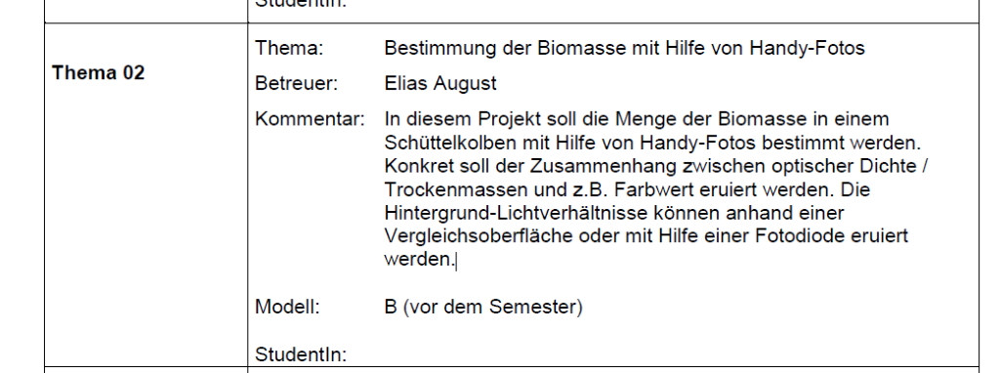 StudentIn:
Thema 02
Thema: Bestimmung der Biomasse mit Hilfe von Handy-Fotos
Betreuer: Elias August
Kommentar: In diesem Projekt soll die Menge der Biomasse in einem
Schüttelkolben mit Hilfe von Handy-Fotos bestimmt werden.
Konkret soll der Zusammenhang zwischen optischer Dichte /
Trockenmassen und z.B. Farbwert eruiert werden. Die
Hintergrund-Lichtverhältnisse können anhand einer
Vergleichsoberfläche oder mit Hilfe einer Fotodiode eruiert
werden.
Modell: B (vor dem Semester)
StudentIn: